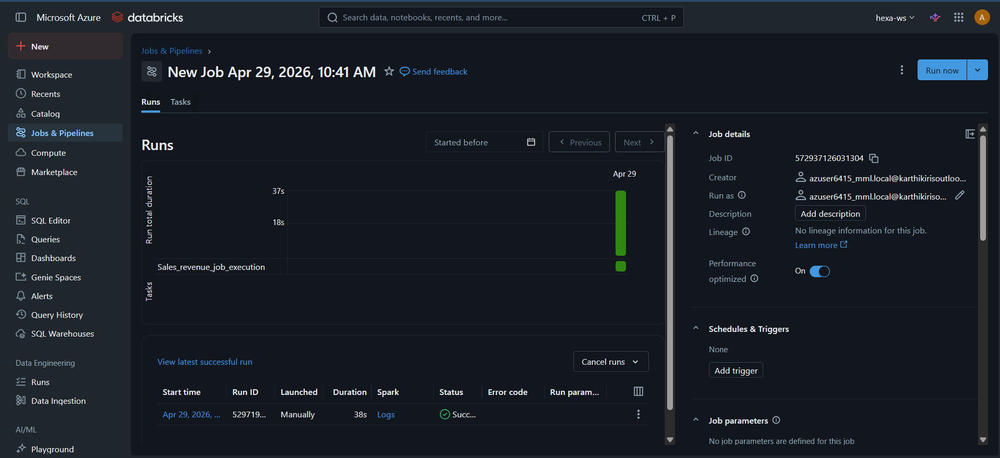 Microsoft Azure databricks
Search data, notebooks, recents, and more... CTRL + P
hexa-ws
A
New
Workspace
Recents
Catalog
Jobs & Pipelines
Compute
Marketplace
SQL
SQL Editor
Queries
Dashboards
Genie Spaces
Alerts
Query History
SQL Warehouses
Data Engineering
Runs
Data Ingestion
AI/ML
Playground
Jobs & Pipelines
New Job Apr 29, 2026, 10:41 AM Send feedback
Run now
Runs Tasks
Runs
Started before Previous Next
Apr 29
Run total duration
37s
18s
Sales_revenue_job_execution
Tasks
View latest successful run Cancel runs
Start time Run ID Launched Duration Spark Status Error code Run param...
Apr 29, 2026, ... 529719... Manually 38s Logs Succ...
Job details
Job ID 572937126031304
Creator azuser6415_mml.local@karthikirisoutloo...
Run as azuser6415_mml.local@karthikiriso...
Description Add description
Lineage No lineage information for this job.
Learn more
Performance
optimized On
Schedules & Triggers
None
Add trigger
Job parameters
No job parameters are defined for this job